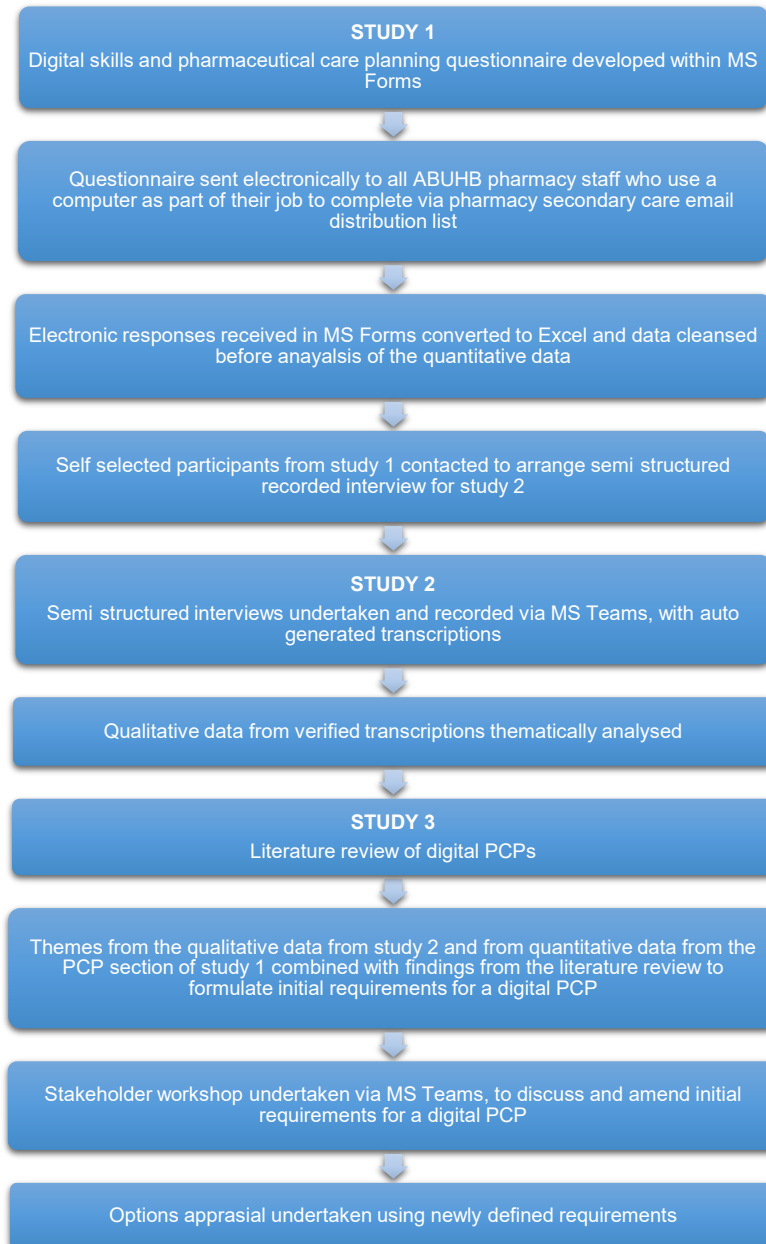 STUDY 1
Digital skills and pharmaceutical care planning questionnaire developed within MS
Forms
Questionnaire sent electronically to all ABUHB pharmacy staff who use a
computer as part of their job to complete via pharmacy secondary care email
distribution list
Electronic responses received in MS Forms converted to Excel and data cleansed
before anayalsis of the quantitative data
Self selected participants from study 1 contacted to arrange semi structured
recorded interview for study 2
STUDY 2
Semi structured interviews undertaken and recorded via MS Teams, with auto
generated transcriptions
Qualitative data from verified transcriptions thematically analysed
STUDY 3
Literature review of digital PCPs
Themes from the qualitative data from study 2 and from quantitative data from the
PCP section of study 1 combined with findings from the literature review to
formulate initial requirements for a digital PCP
Stakeholder workshop undertaken via MS Teams, to discuss and amend initial
requirements for a digital PCP
Options apprasial undertaken using newly defined requirements